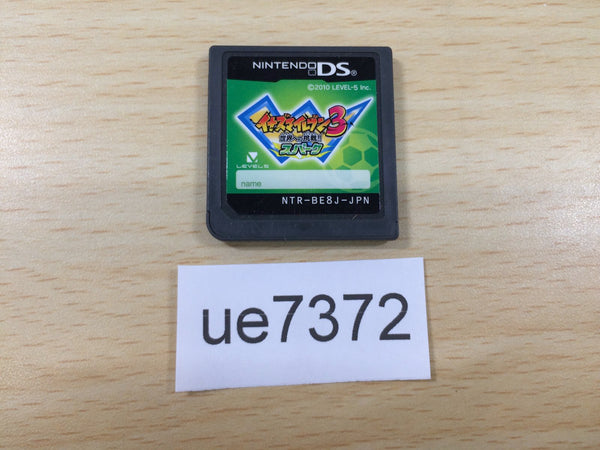 NINTENDO DS®
©2010 LEVEL-5 Inc.
イナズマイレブン3
世界への挑戦!!
スパーク
LEVEL5
name
NTR-BE8J-JPN
ue7372